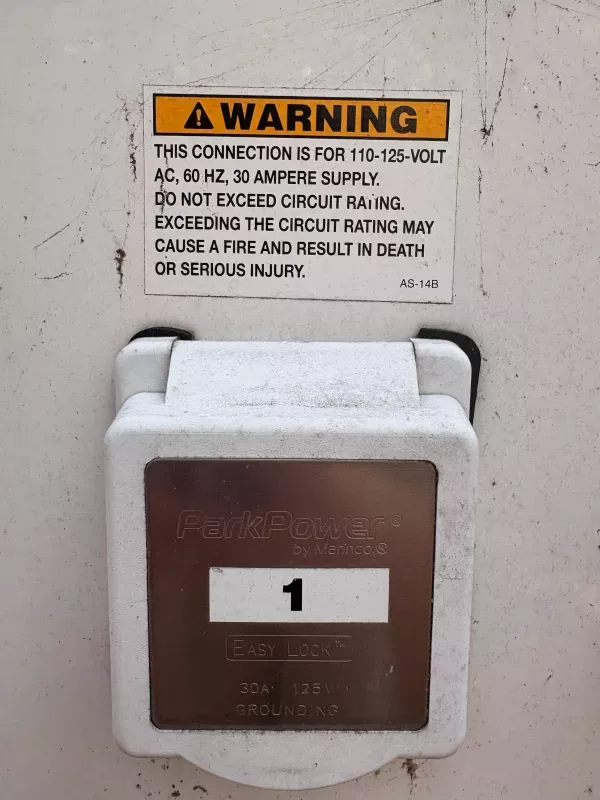 WARNING
THIS CONNECTION IS FOR 110-125-VOLT
AC, 60 HZ, 30 AMPERE SUPPLY.
DO NOT EXCEED CIRCUIT RATING.
EXCEEDING THE CIRCUIT RATING MAY
CAUSE A FIRE AND RESULT IN DEATH
OR SERIOUS INJURY.
AS-14B
ParkPower®
by Marinco®
1
EASY LOCK™
30A 125V
GROUNDING